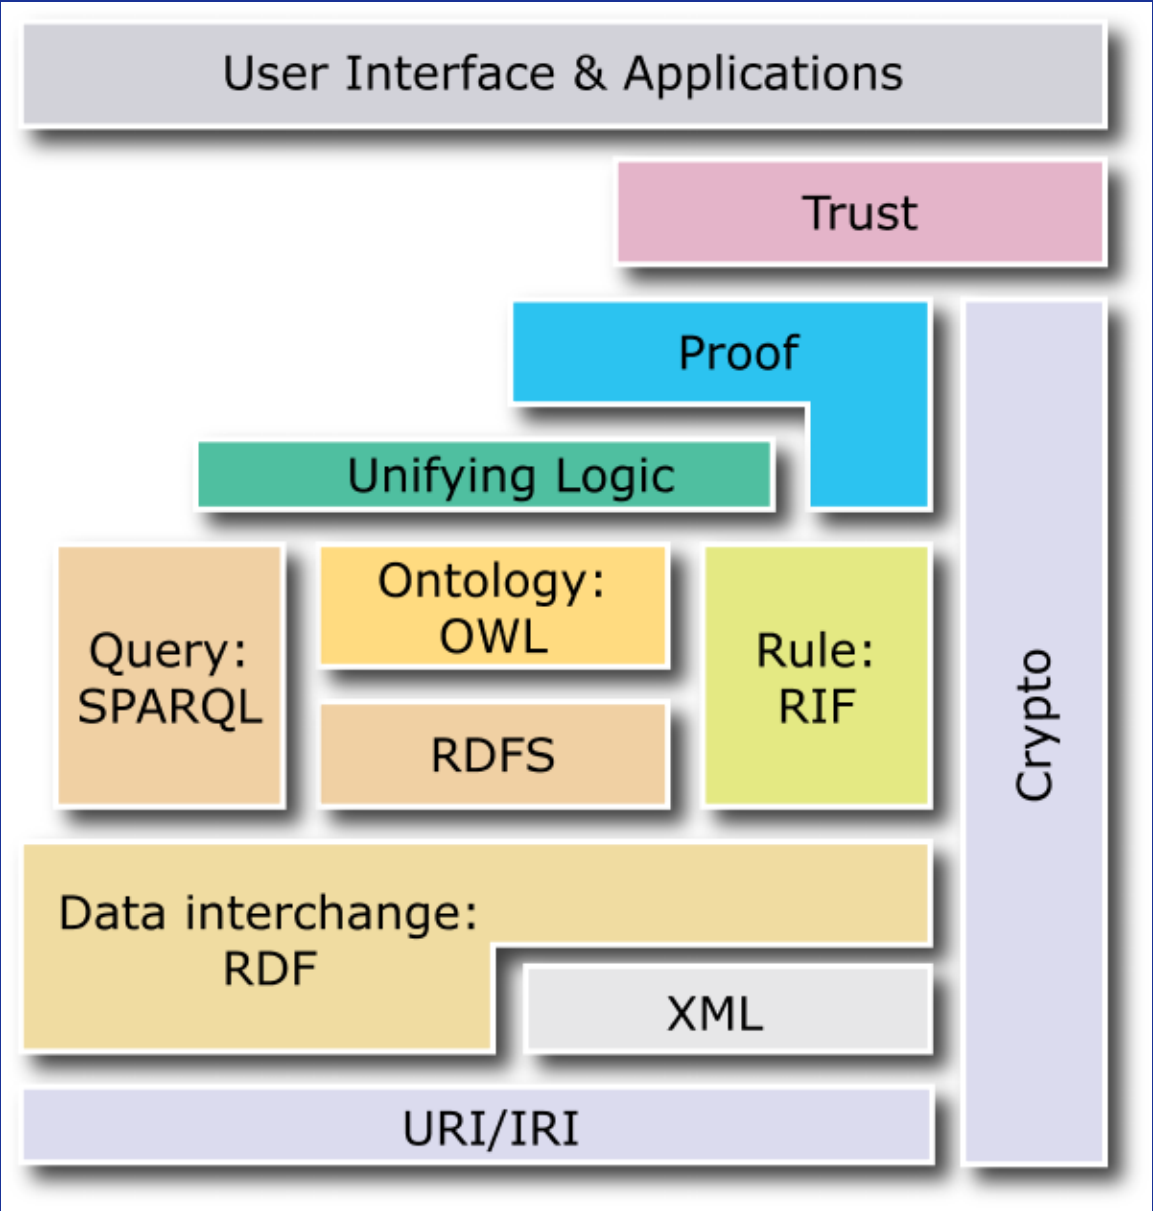 User Interface & Applications
Trust
Proof
Unifying Logic
Ontology:
OWL
Query:
SPARQL
Rule:
RIF
RDFS
Crypto
Data interchange:
RDF
XML
URI/IRI